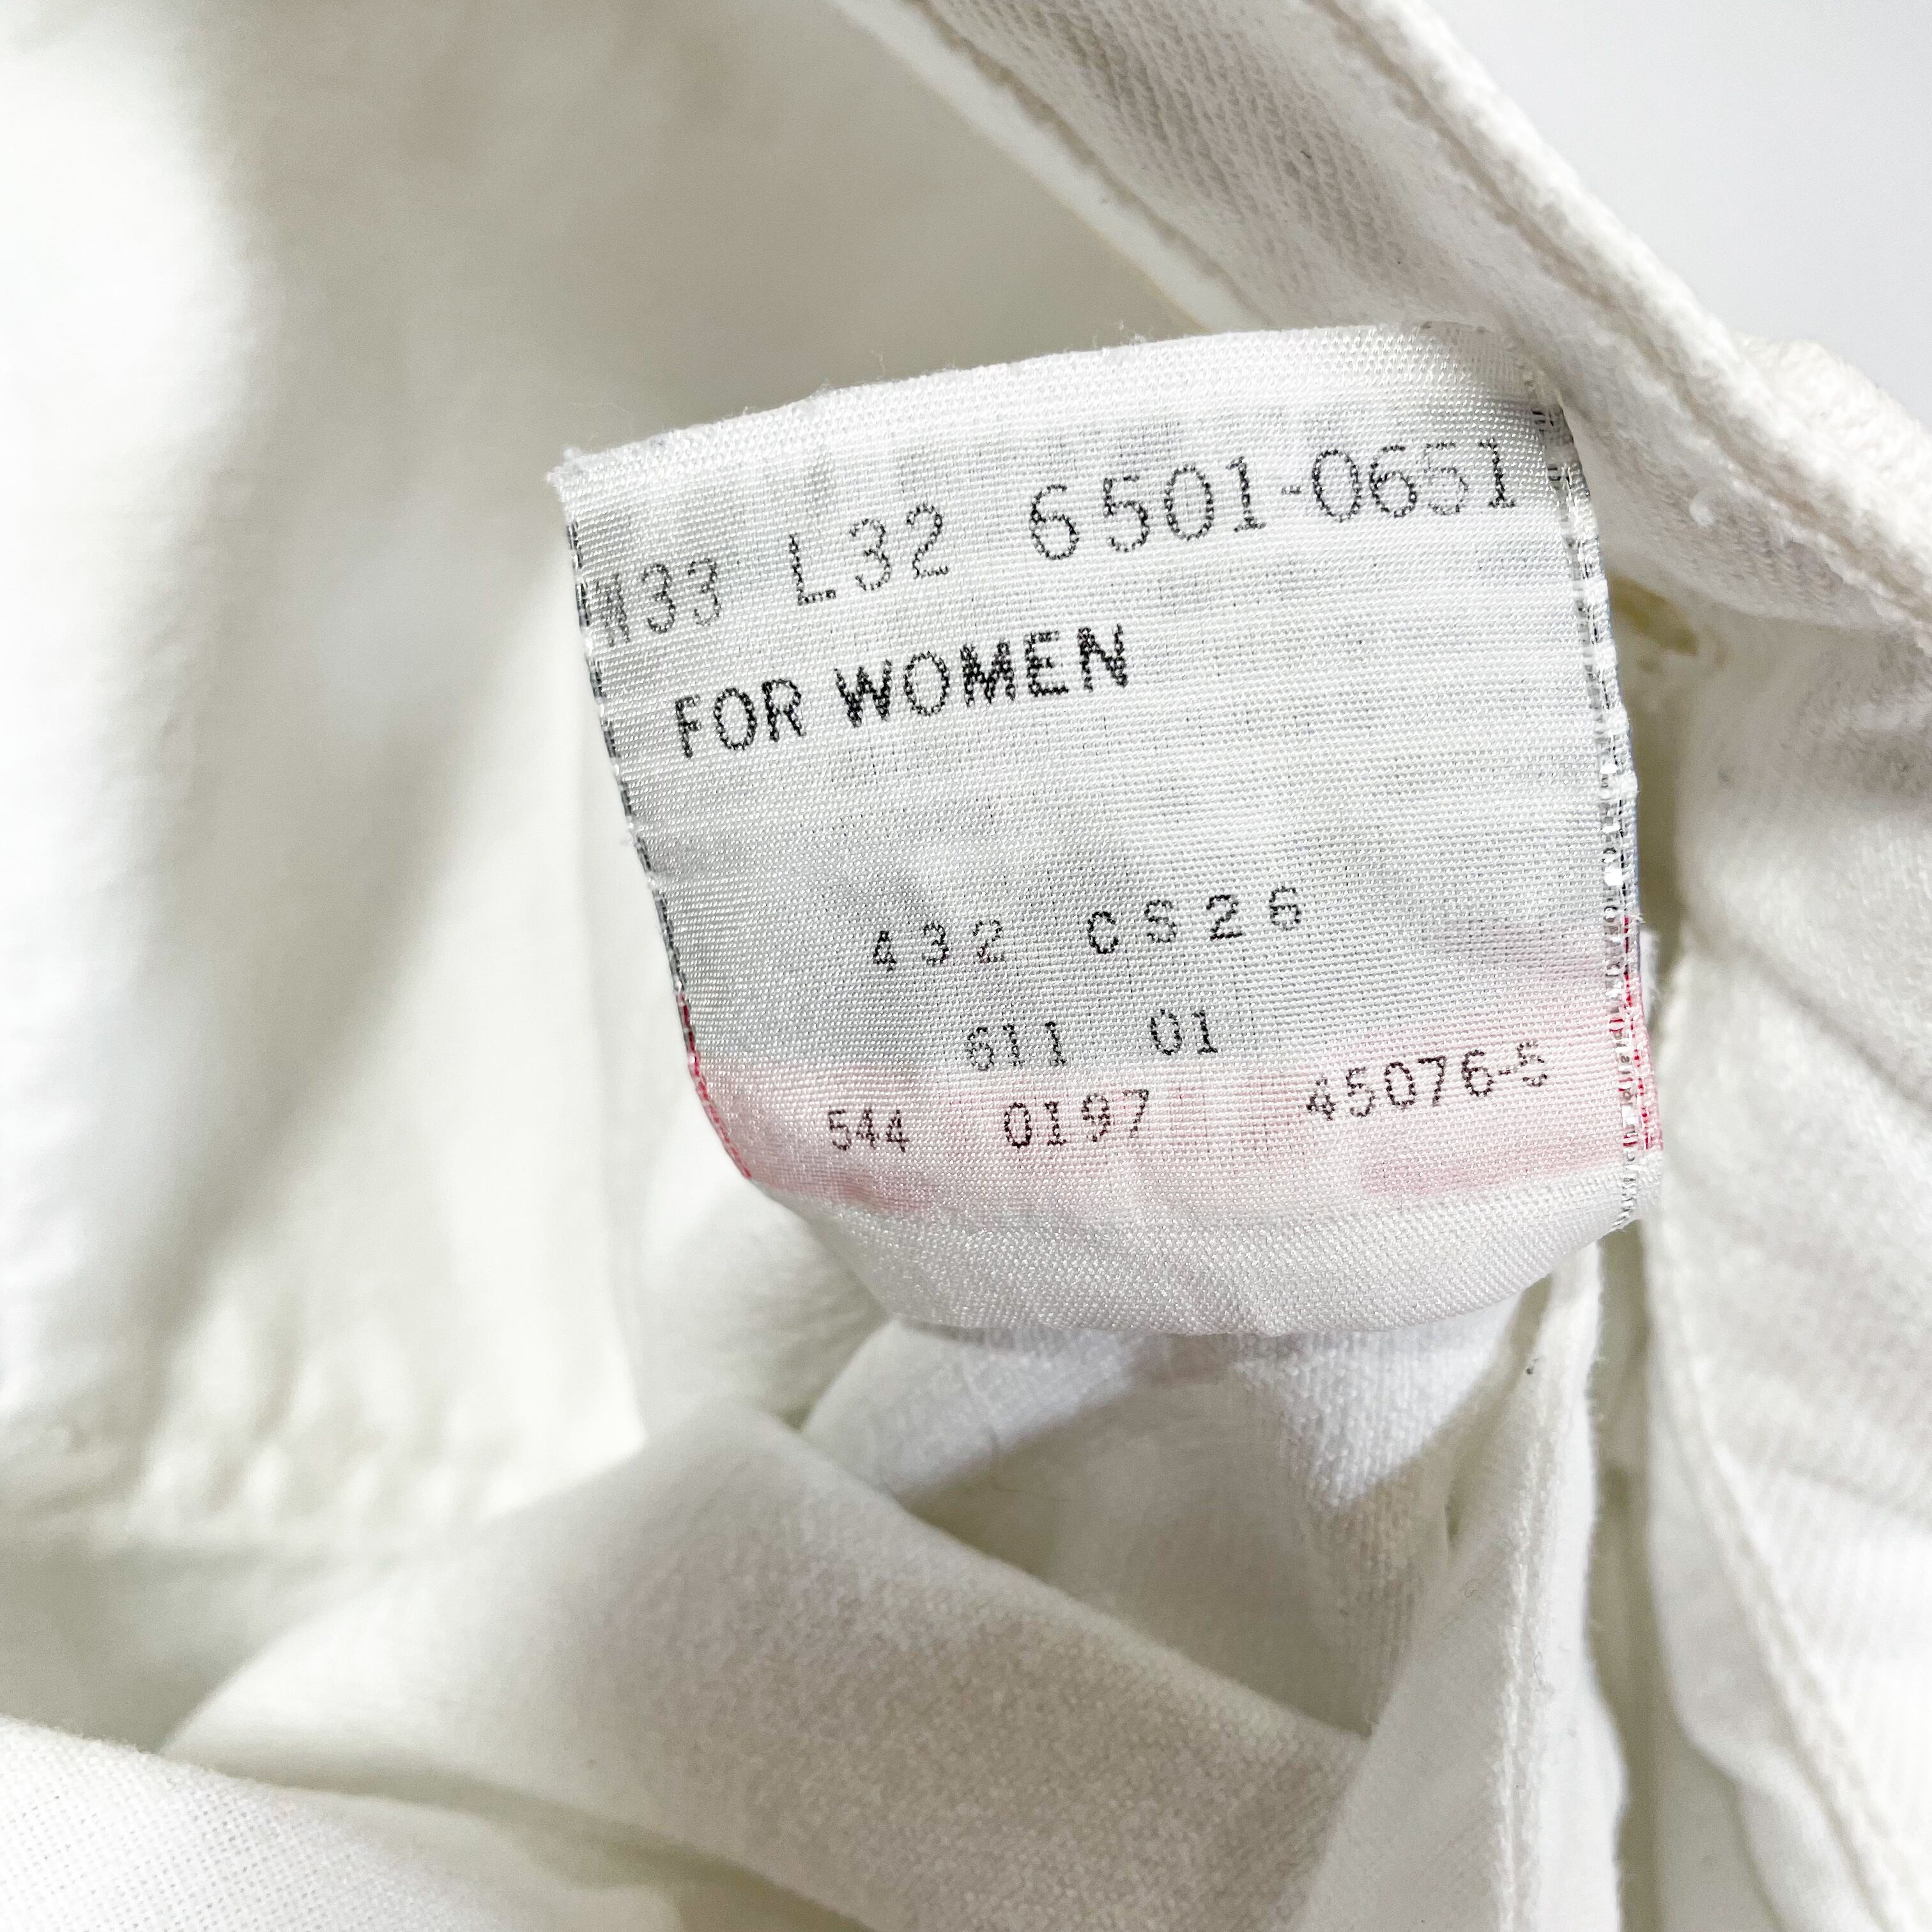 W33 L32 6501-0651
FOR WOMEN
432 CS26
611 01
544 0197 45076-5